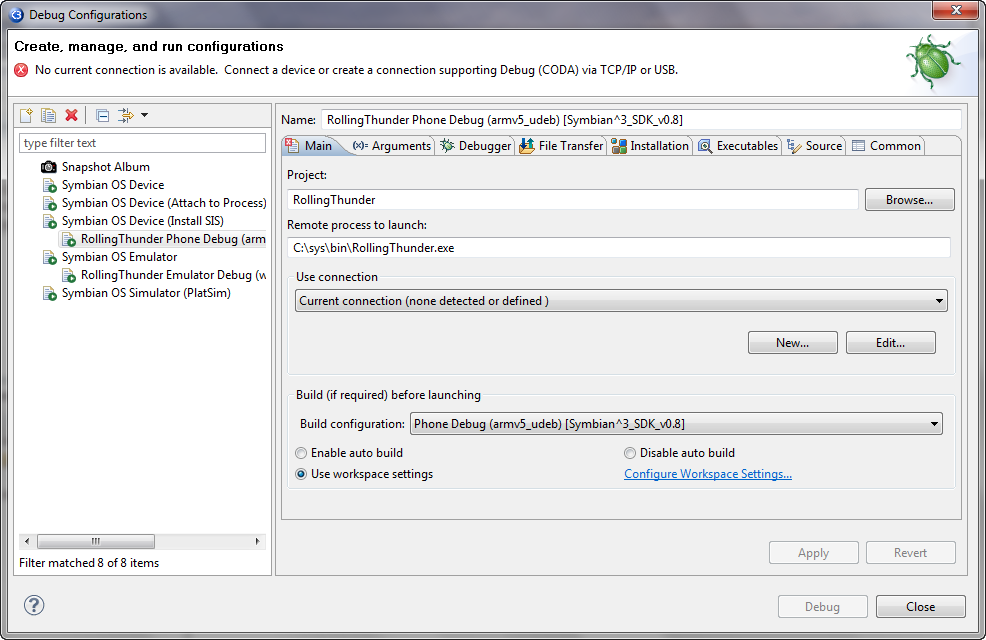 Debug Configurations
Create, manage, and run configurations
No current connection is available.  Connect a device or create a connection supporting Debug (CODA) via TCP/IP or USB.
type filter text
Snapshot Album
Symbian OS Device
Symbian OS Device (Attach to Process)
Symbian OS Device (Install SIS)
RollingThunder Phone Debug (arm
Symbian OS Emulator
RollingThunder Emulator Debug (w
Symbian OS Simulator (PlatSim)
Filter matched 8 of 8 items
Name: RollingThunder Phone Debug (armv5_udeb) [Symbian^3_SDK_v0.8]
Main (x)= Arguments Debugger File Transfer Installation Executables Source Common
Project:
RollingThunder Browse...
Remote process to launch:
C:\sys\bin\RollingThunder.exe
Use connection
Current connection (none detected or defined )
New... Edit...
Build (if required) before launching
Build configuration: Phone Debug (armv5_udeb) [Symbian^3_SDK_v0.8]
Enable auto build Disable auto build
Use workspace settings Configure Workspace Settings...
Apply Revert
? Debug Close